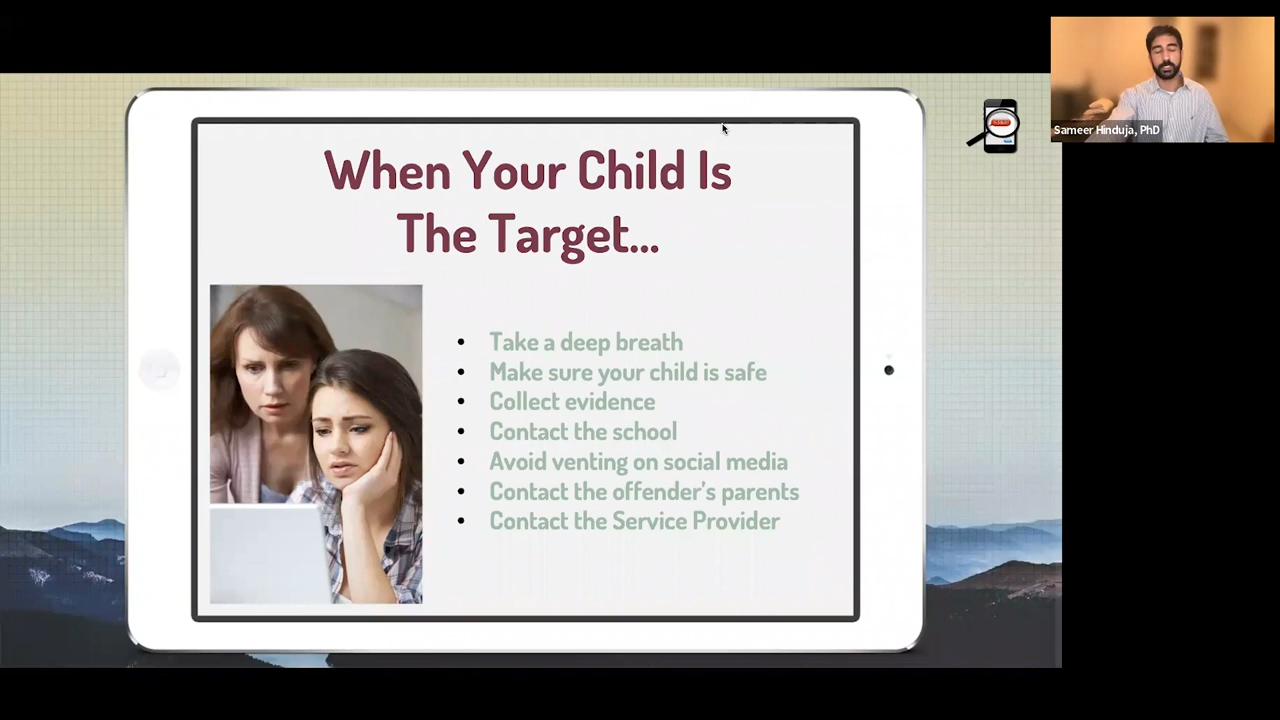 When Your Child Is
The Target...
• Take a deep breath
• Make sure your child is safe
• Collect evidence
• Contact the school
• Avoid venting on social media
• Contact the offender's parents
• Contact the Service Provider
Sameer Hinduja, PhD